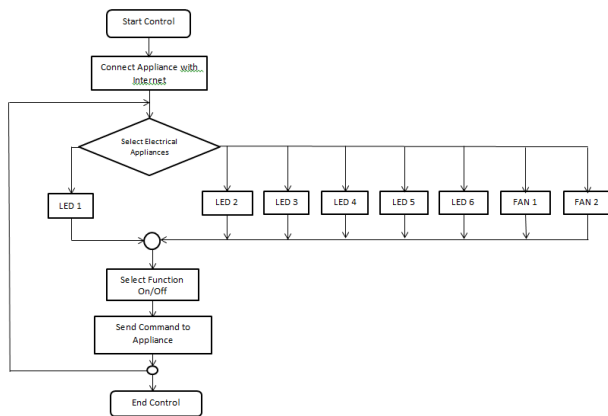 Start Control
Connect Appliance with
Internet
Select Electrical
Appliances
LED 1
LED 2
LED 3
LED 4
LED 5
LED 6
FAN 1
FAN 2
Select Function
On/Off
Send Command to
Appliance
End Control